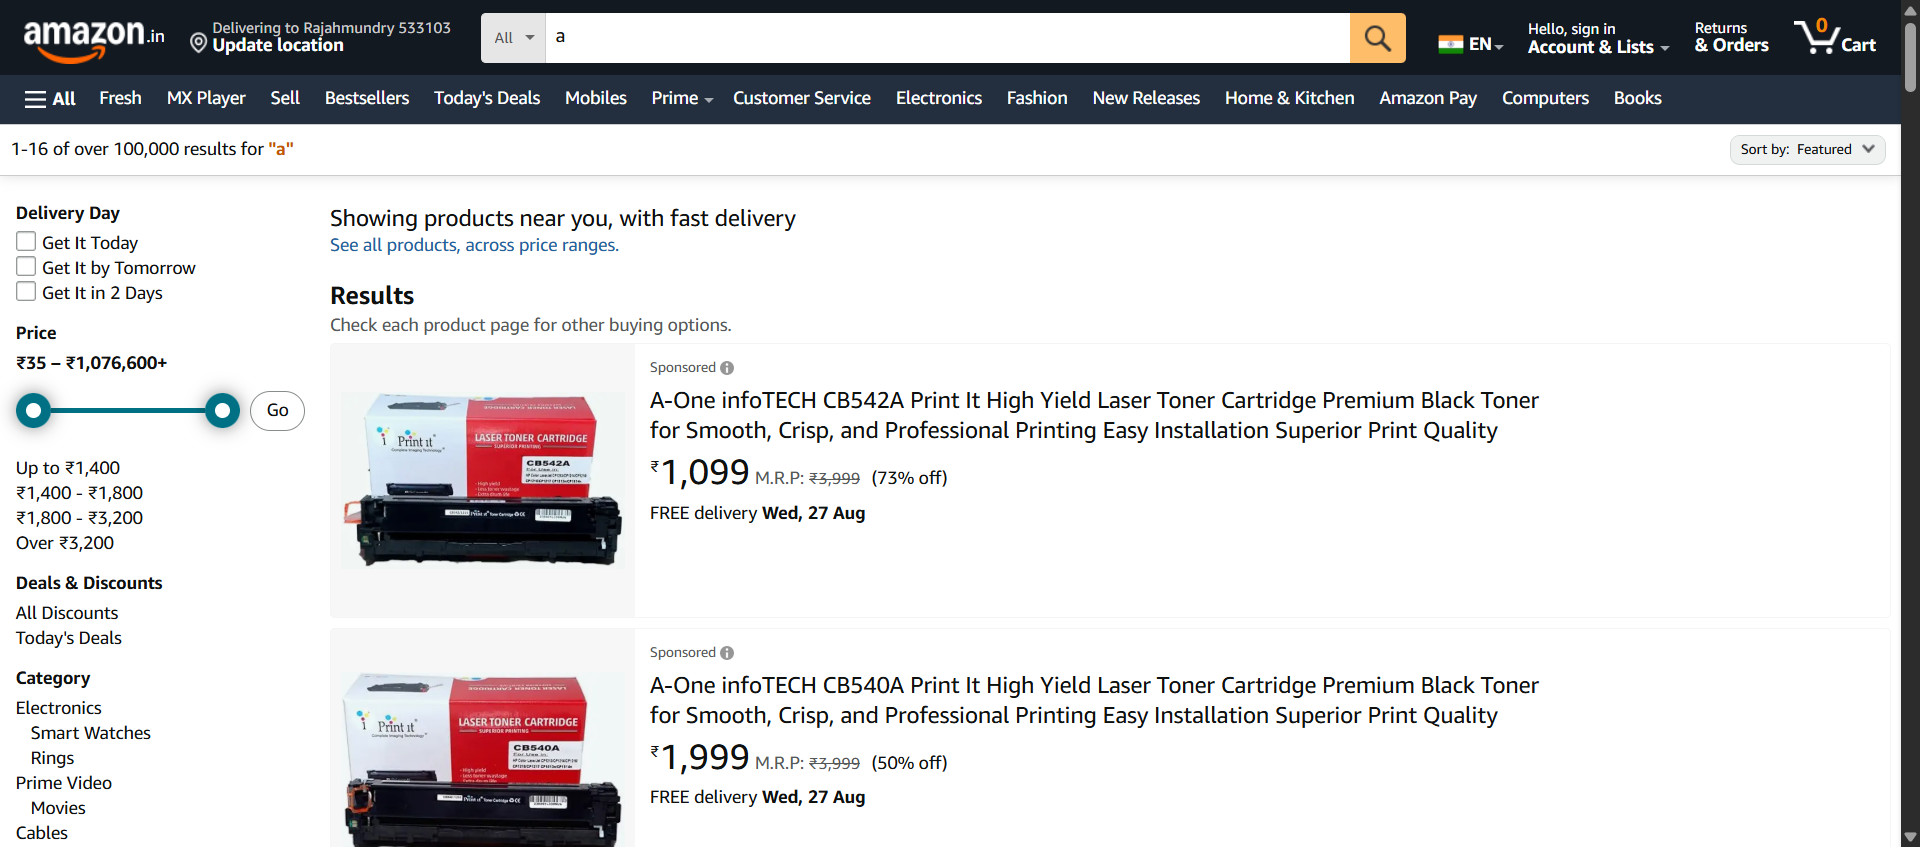 amazon.in
Delivering to Rajahmundry 533103
Update location
All
a
EN
Hello, sign in
Account & Lists
Returns
& Orders
0
Cart
All
Fresh
MX Player
Sell
Bestsellers
Today's Deals
Mobiles
Prime
Customer Service
Electronics
Fashion
New Releases
Home & Kitchen
Amazon Pay
Computers
Books
1-16 of over 100,000 results for "a"
Sort by: Featured
Delivery Day
Get It Today
Get It by Tomorrow
Get It in 2 Days
Price
₹35 – ₹1,076,600+
Go
Up to ₹1,400
₹1,400 - ₹1,800
₹1,800 - ₹3,200
Over ₹3,200
Deals & Discounts
All Discounts
Today's Deals
Category
Electronics
Smart Watches
Rings
Prime Video
Movies
Cables
Showing products near you, with fast delivery
See all products, across price ranges.
Results
Check each product page for other buying options.
Print it
LASER TONER CARTRIDGE
SUPERIOR PRINTING
CB542A
Sponsored
A-One infoTECH CB542A Print It High Yield Laser Toner Cartridge Premium Black Toner
for Smooth, Crisp, and Professional Printing Easy Installation Superior Print Quality
₹1,099 M.R.P: ₹3,999 (73% off)
FREE delivery Wed, 27 Aug
Print it
LASER TONER CARTRIDGE
SUPERIOR PRINTING
CB540A
Sponsored
A-One infoTECH CB540A Print It High Yield Laser Toner Cartridge Premium Black Toner
for Smooth, Crisp, and Professional Printing Easy Installation Superior Print Quality
₹1,999 M.R.P: ₹3,999 (50% off)
FREE delivery Wed, 27 Aug